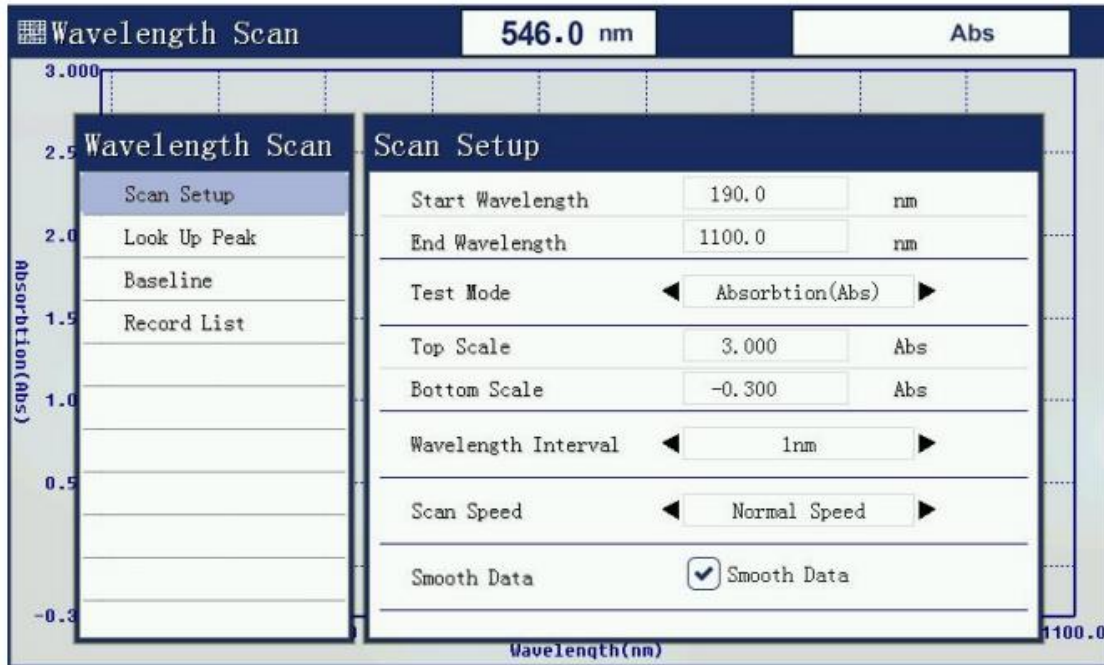 Wavelength Scan 546.0 nm Abs
3.000
2.5
2.0
1.5
1.0
0.5
-0.3
Absorbtion(Abs)
Wavelength Scan
Scan Setup
Look Up Peak
Baseline
Record List
Scan Setup
Start Wavelength 190.0 nm
End Wavelength 1100.0 nm
Test Mode Absorbtion(Abs)
Top Scale 3.000 Abs
Bottom Scale -0.300 Abs
Wavelength Interval 1nm
Scan Speed Normal Speed
Smooth Data Smooth Data
1100.0
Wavelength(nm)